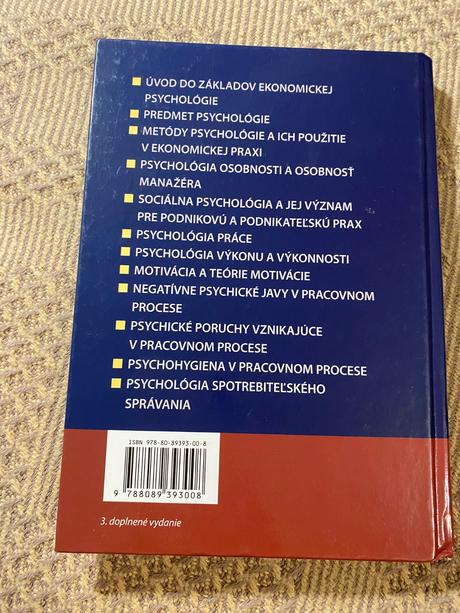 ÚVOD DO ZÁKLADOV EKONOMICKEJ
PSYCHOLÓGIE
PREDMET PSYCHOLÓGIE
METÓDY PSYCHOLÓGIE A ICH POUŽITIE
V EKONOMICKEJ PRAXI
PSYCHOLÓGIA OSOBNOSTI A OSOBNOSŤ
MANAŽÉRA
SOCIÁLNA PSYCHOLÓGIA A JEJ VÝZNAM
PRE PODNIKOVÚ A PODNIKATEĽSKÚ PRAX
PSYCHOLÓGIA PRÁCE
PSYCHOLÓGIA VÝKONU A VÝKONNOSTI
MOTIVÁCIA A TEÓRIE MOTIVÁCIE
NEGATÍVNE PSYCHICKÉ JAVY V PRACOVNOM
PROCESE
PSYCHICKÉ PORUCHY VZNIKAJÚCE
V PRACOVNOM PROCESE
PSYCHOHYGIENA V PRACOVNOM PROCESE
PSYCHOLÓGIA SPOTREBITEĽSKÉHO
SPRÁVANIA
ISBN 978-80-89393-00-8
9 788089 393008
3. doplnené vydanie